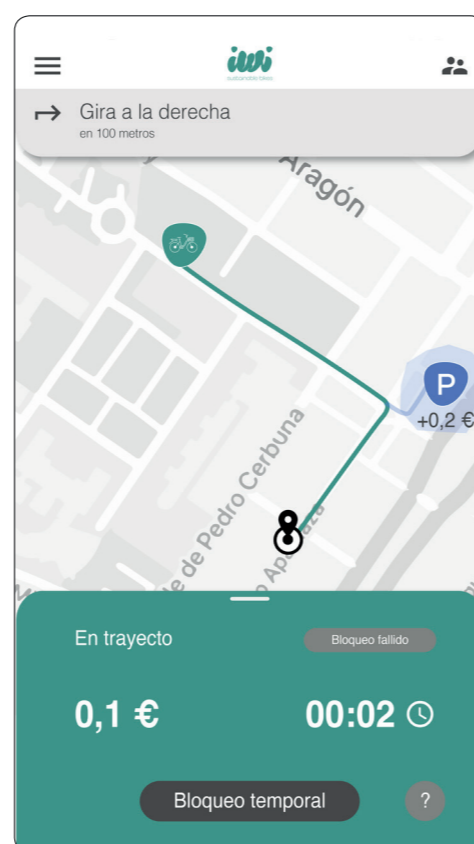 iwi
Gira a la derecha
en 100 metros
Aragón
P
+0,2 €
e de Pedro Cerbuna
En trayecto
Bloqueo fallido
0,1 €
00:02
Bloqueo temporal
?